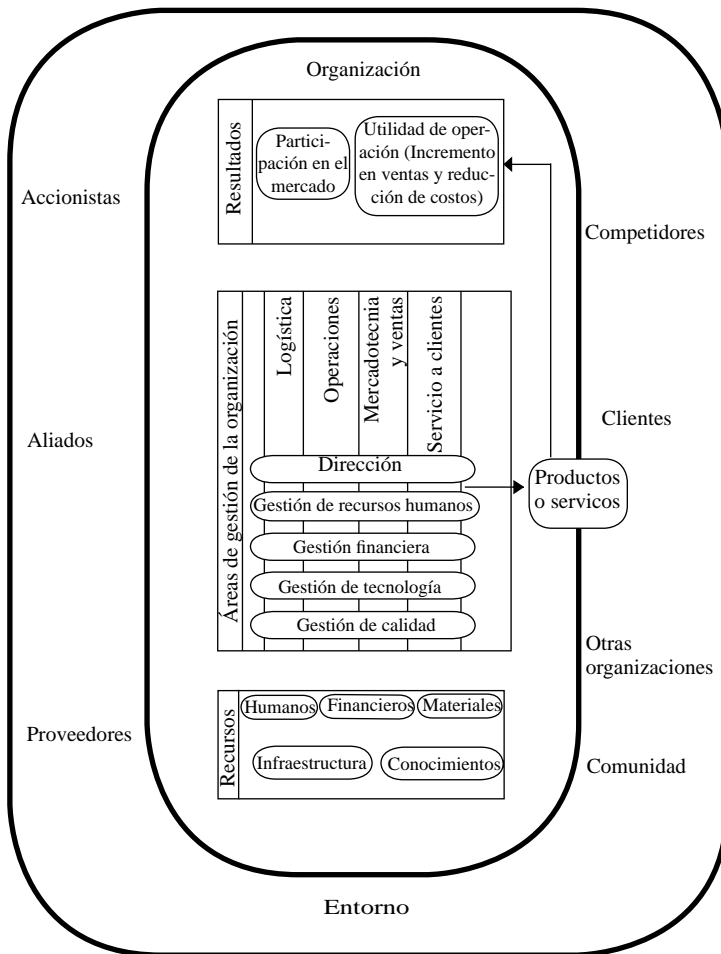 Organización
Resultados
Partici-
pación en el
mercado
Utilidad de oper-
ación (Incremento
en ventas y reduc-
ción de costos)
Accionistas
Competidores
Áreas de gestión de la organización
Logística
Operaciones
Mercadotecnia
y ventas
Servicio a clientes
Aliados
Clientes
Dirección
Gestión de recursos humanos
Gestión financiera
Gestión de tecnología
Gestión de calidad
Productos
o servicos
Otras
organizaciones
Recursos
Humanos
Financieros
Materiales
Infraestructura
Conocimientos
Proveedores
Comunidad
Entorno